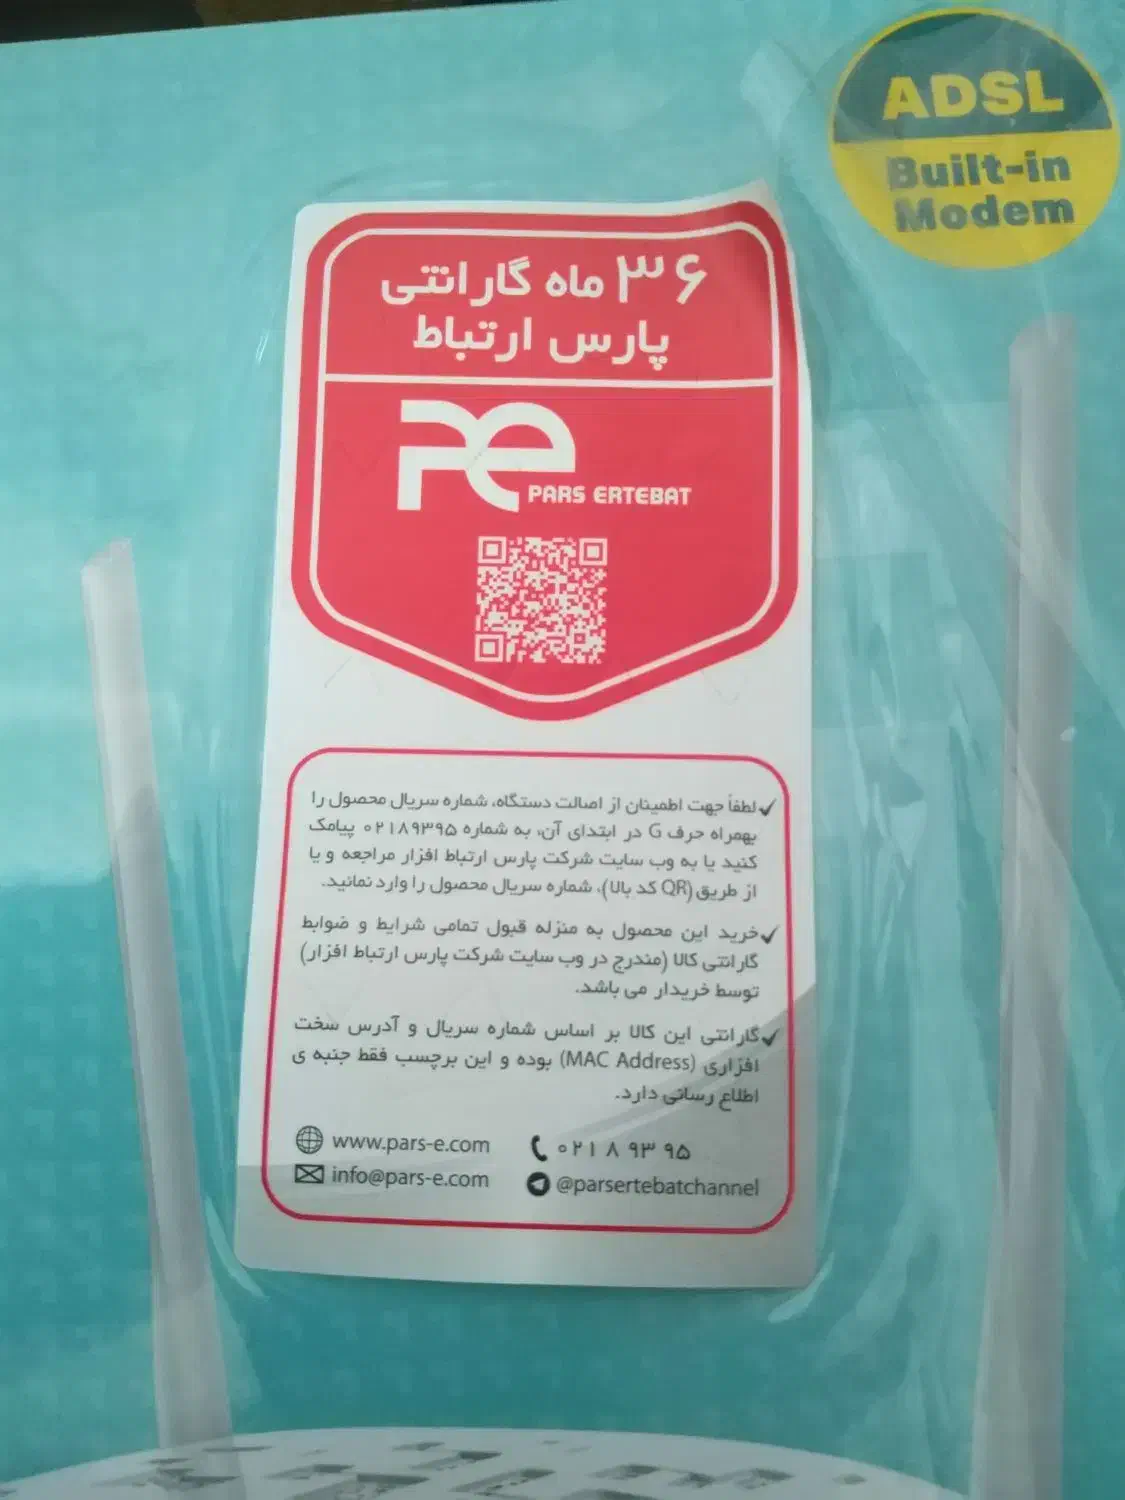 ADSL
Built-in
Modem
۳۶ ماه گارانتی
پارس ارتباط
Pe
PARS ERTEBAT
✓لطفاً جهت اطمینان از اصالت دستگاه، شماره سریال محصول را
بهمراه حرف G در ابتدای آن، به شماره ۰۲۱۸۹۳۹۵ پیامک
کنید یا به وب سایت شرکت پارس ارتباط افزار مراجعه و یا
از طریق (QR کد بالا)، شماره سریال محصول را وارد نمائید.
✓خرید این محصول به منزله قبول تمامی شرایط و ضوابط
گارانتی کالا (مندرج در وب سایت شرکت پارس ارتباط افزار)
توسط خریدار می باشد.
✓گارانتی این کالا بر اساس شماره سریال و آدرس سخت
افزاری (MAC Address) بوده و این برچسب فقط جنبه ی
اطلاع رسانی دارد.
www.pars-e.com
۰۲۱ ۸ ۹۳ ۹۵
info@pars-e.com
@parsertebatchannel